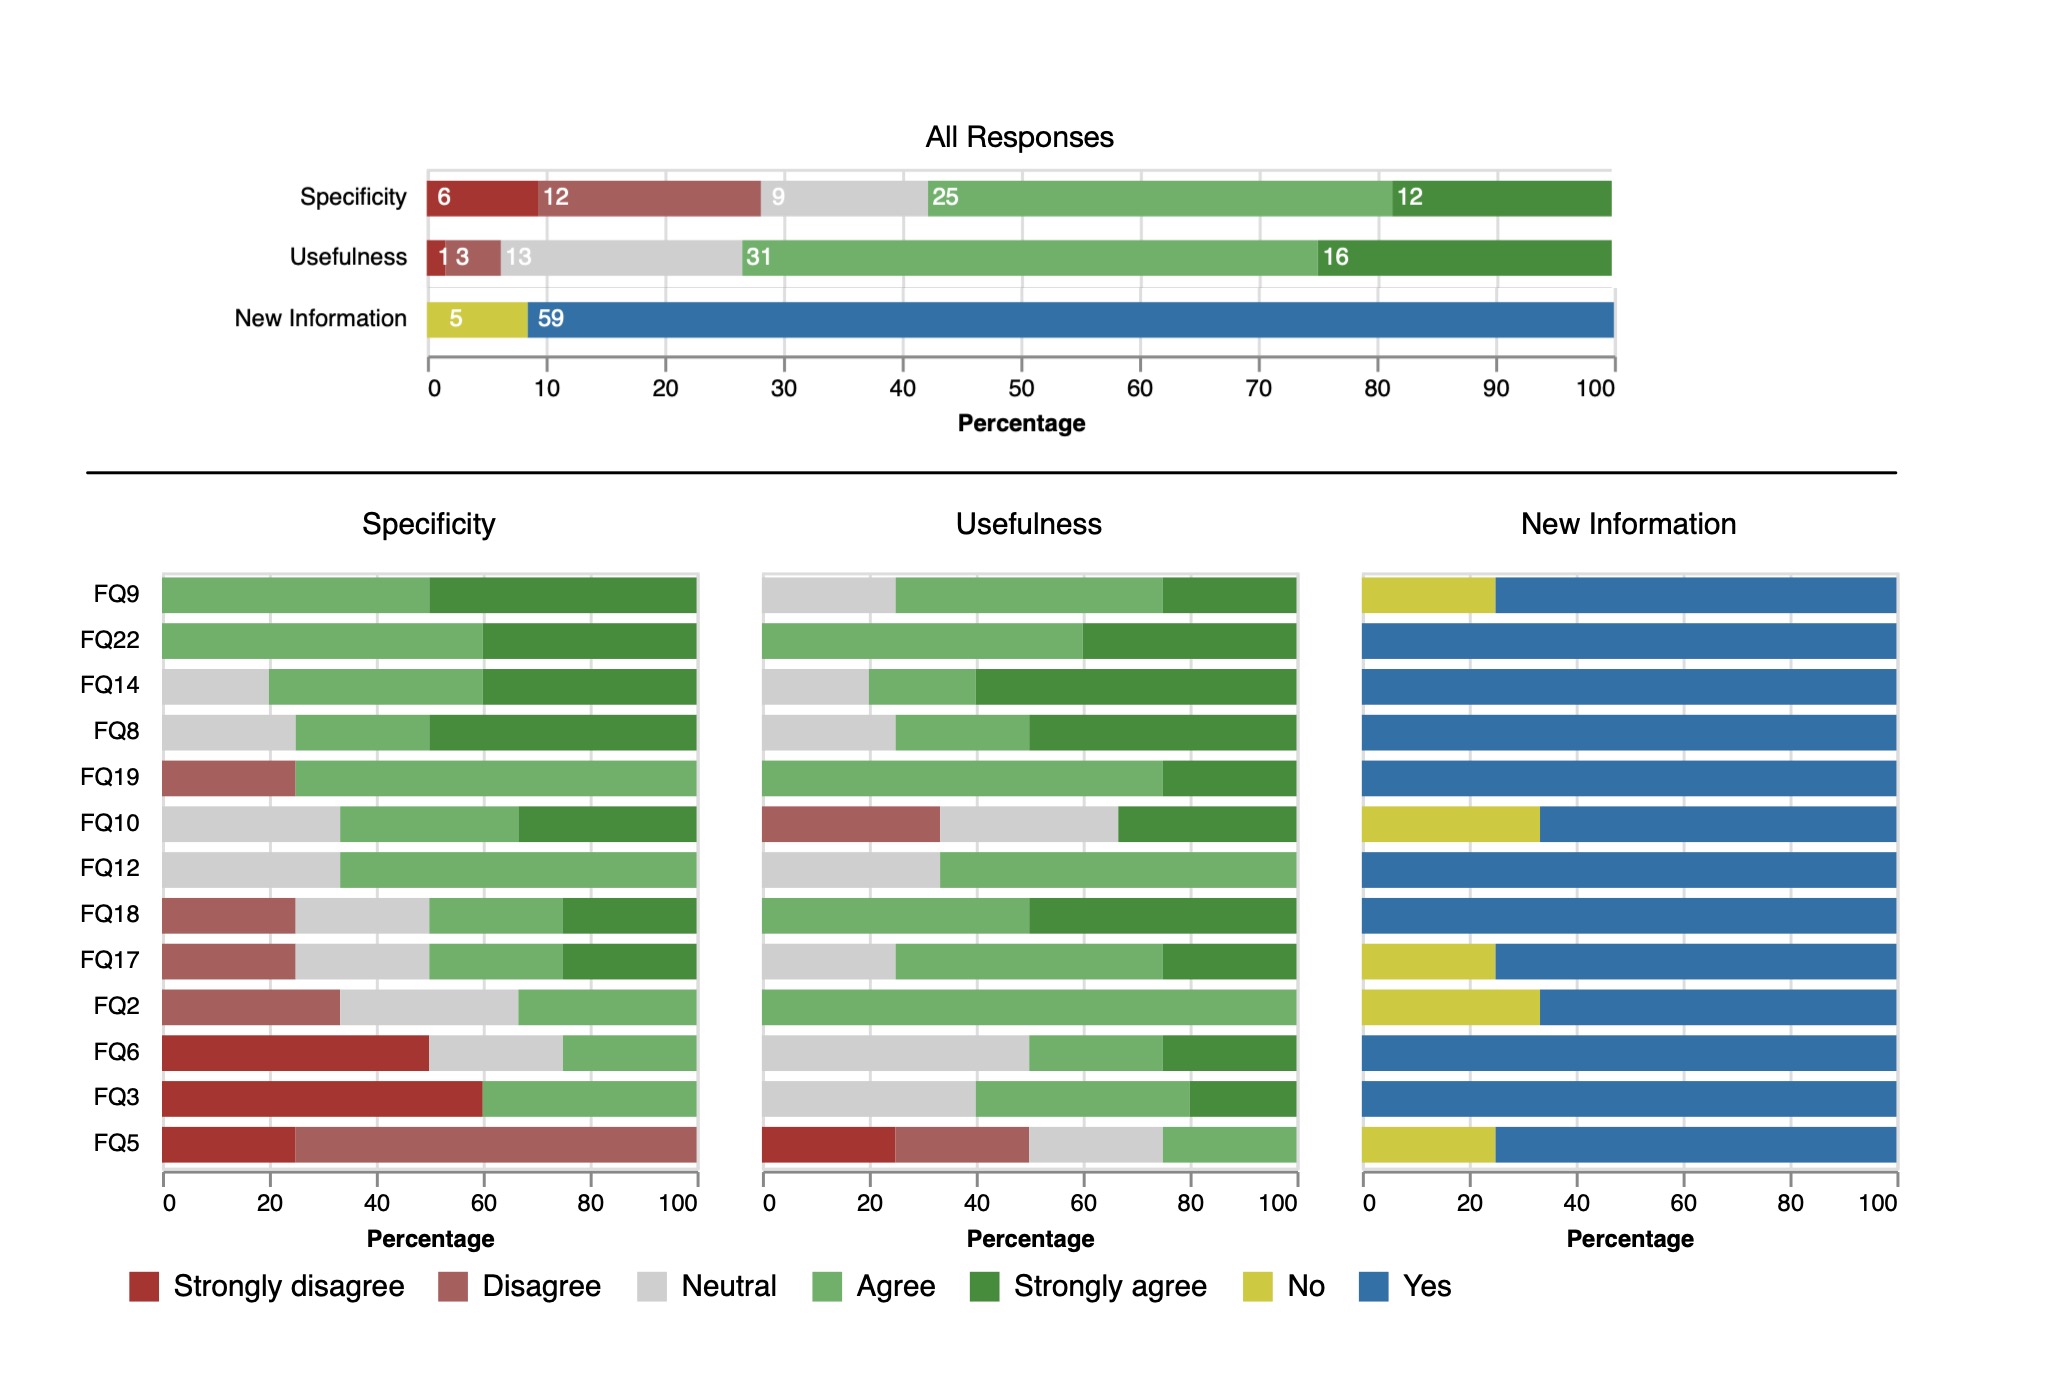 All Responses
Specificity 6 12 9 25 12
Usefulness 1 3 13 31 16
New Information 5 59
0 10 20 30 40 50 60 70 80 90 100
Percentage
Specificity Usefulness New Information
FQ9
FQ22
FQ14
FQ8
FQ19
FQ10
FQ12
FQ18
FQ17
FQ2
FQ6
FQ3
FQ5
0 20 40 60 80 100 0 20 40 60 80 100 0 20 40 60 80 100
Percentage Percentage Percentage
Strongly disagree Disagree Neutral Agree Strongly agree No Yes